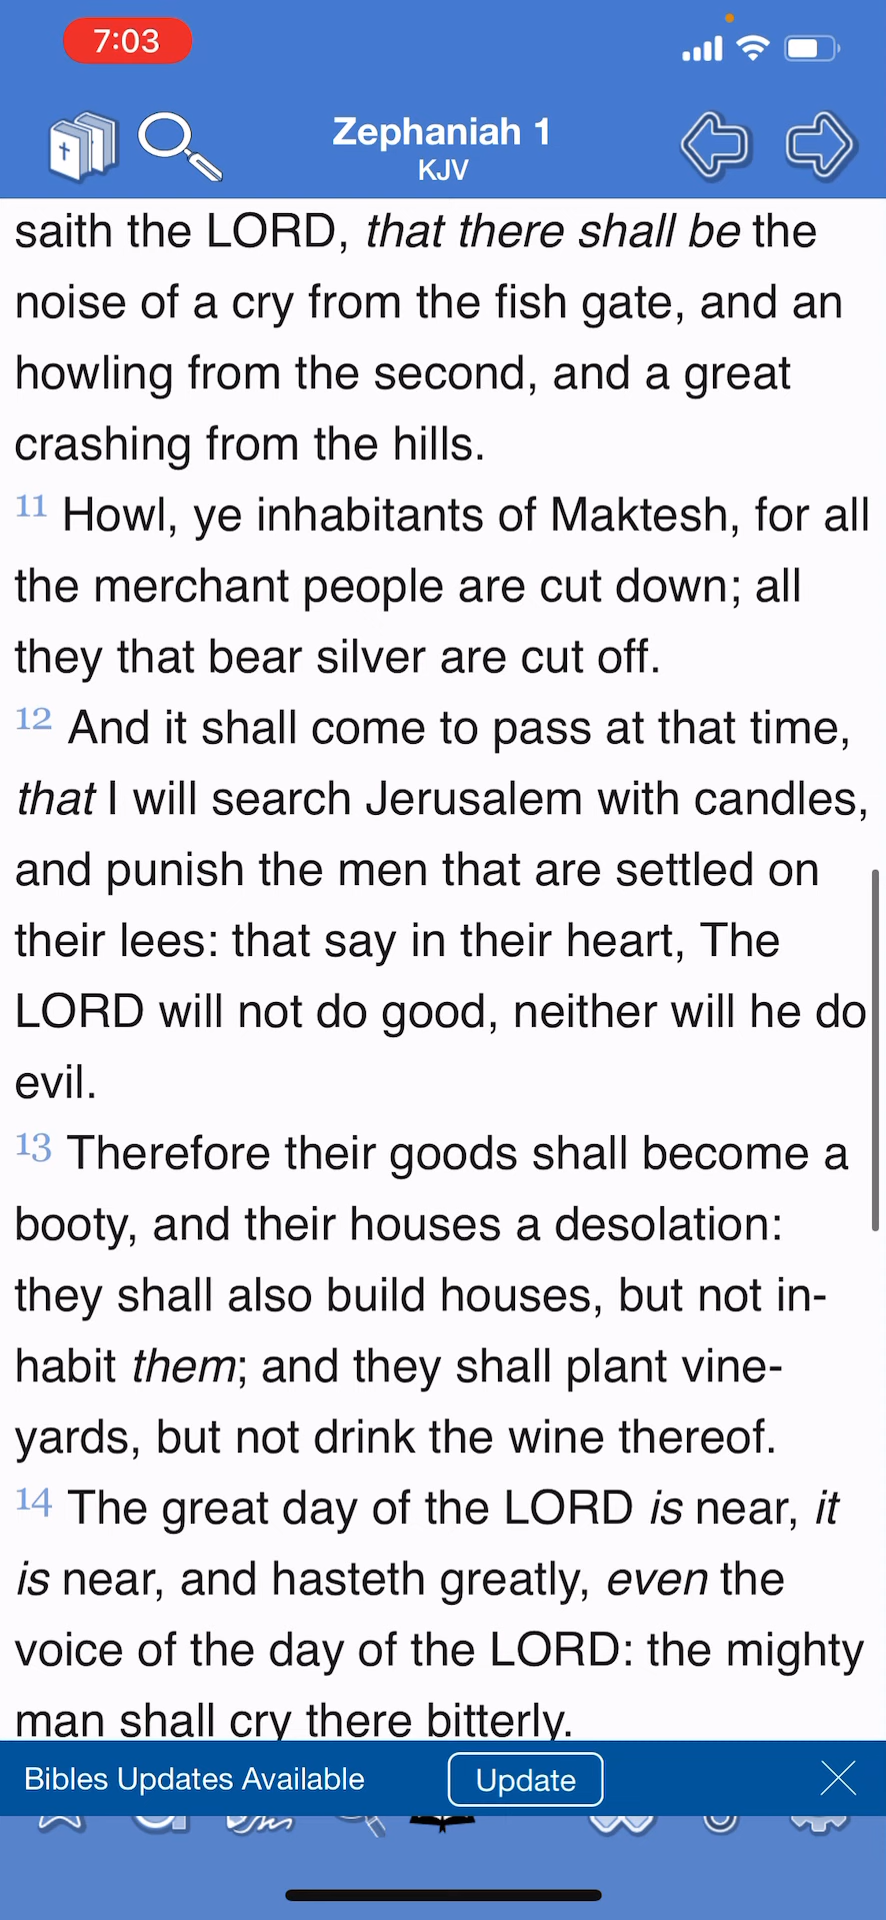 7:03
Zephaniah 1
KJV
saith the LORD, that there shall be the
noise of a cry from the fish gate, and an
howling from the second, and a great
crashing from the hills.
11 Howl, ye inhabitants of Maktesh, for all
the merchant people are cut down; all
they that bear silver are cut off.
12 And it shall come to pass at that time,
that I will search Jerusalem with candles,
and punish the men that are settled on
their lees: that say in their heart, The
LORD will not do good, neither will he do
evil.
13 Therefore their goods shall become a
booty, and their houses a desolation:
they shall also build houses, but not in-
habit them; and they shall plant vine-
yards, but not drink the wine thereof.
14 The great day of the LORD is near, it
is near, and hasteth greatly, even the
voice of the day of the LORD: the mighty
man shall cry there bitterly.
Bibles Updates Available
Update